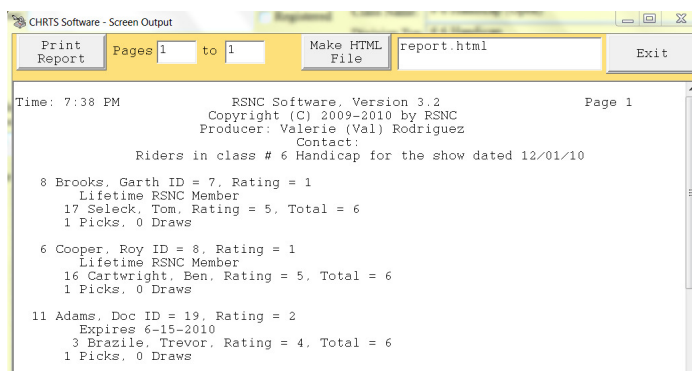 CHRTS Software - Screen Output
Registered
Print Report Pages 1 to 1 Make HTML File report.html Exit
Time: 7:38 PM RSNC Software, Version 3.2 Page 1
Copyright (C) 2009-2010 by RSNC
Producer: Valerie (Val) Rodriguez
Contact:
Riders in class # 6 Handicap for the show dated 12/01/10
8 Brooks, Garth ID = 7, Rating = 1
Lifetime RSNC Member
17 Seleck, Tom, Rating = 5, Total = 6
1 Picks, 0 Draws
6 Cooper, Roy ID = 8, Rating = 1
Lifetime RSNC Member
16 Cartwright, Ben, Rating = 5, Total = 6
1 Picks, 0 Draws
11 Adams, Doc ID = 19, Rating = 2
Expires 6-15-2010
3 Brazile, Trevor, Rating = 4, Total = 6
1 Picks, 0 Draws